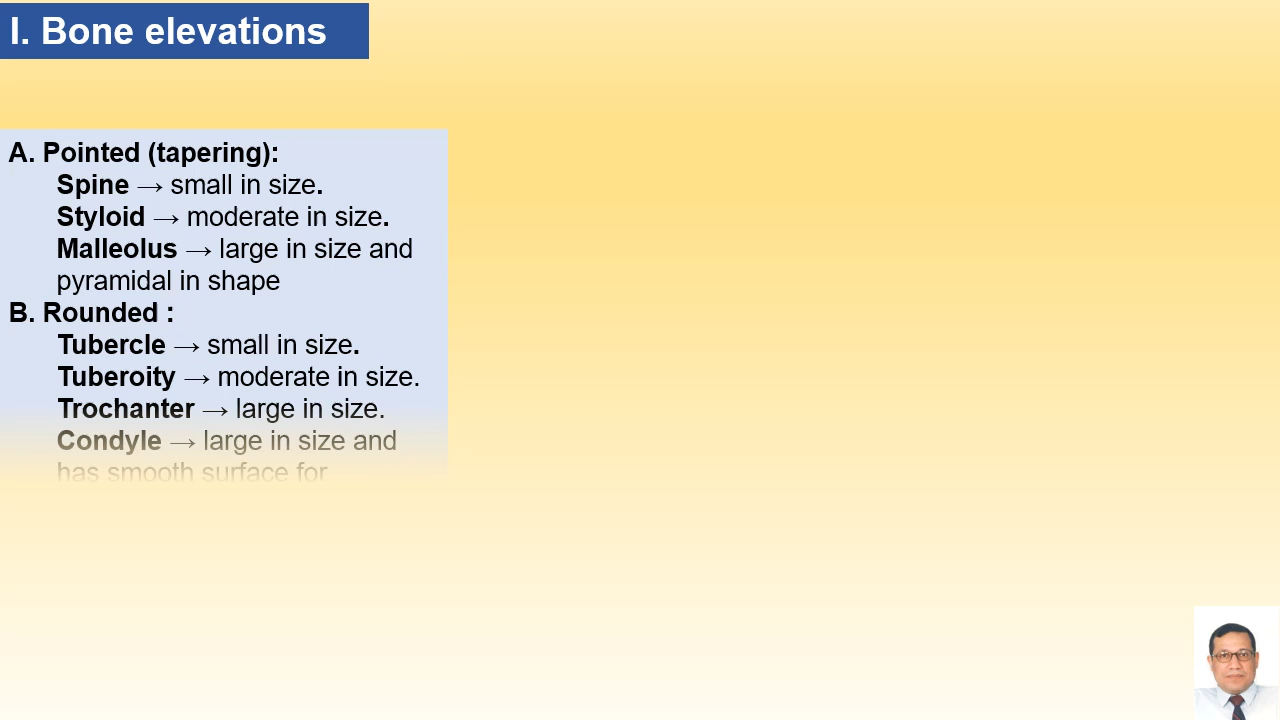 I. Bone elevations
A. Pointed (tapering):
Spine → small in size.
Styloid → moderate in size.
Malleolus → large in size and
pyramidal in shape
B. Rounded :
Tubercle → small in size.
Tuberoity → moderate in size.
Trochanter → large in size.
Condyle → large in size and
has smooth surface for